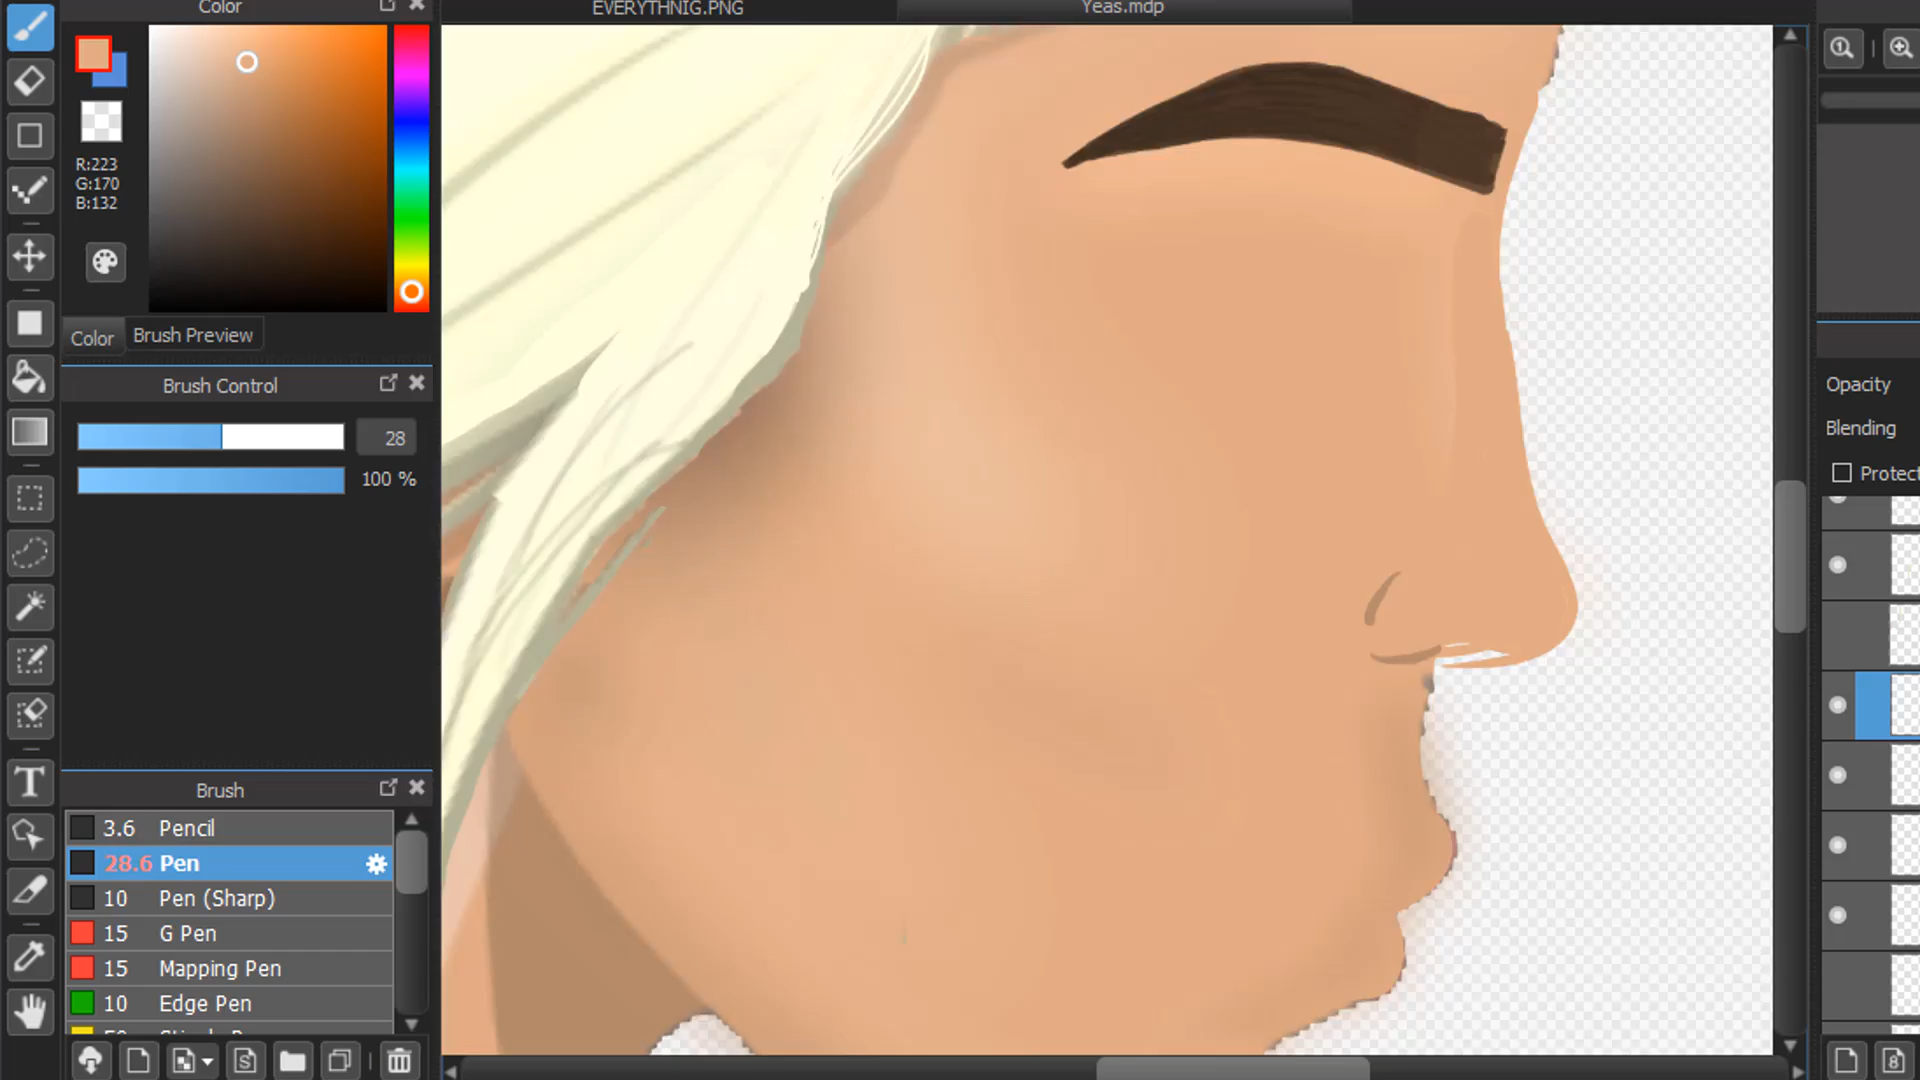 Color
EVERYTHNIG.PNG
Yeas.mdp
R:223
G:170
B:132
Color
Brush Preview
Brush Control
28
100 %
Opacity
Blending
Protect
Brush
3.6 Pencil
28.6 Pen
10 Pen (Sharp)
15 G Pen
15 Mapping Pen
10 Edge Pen